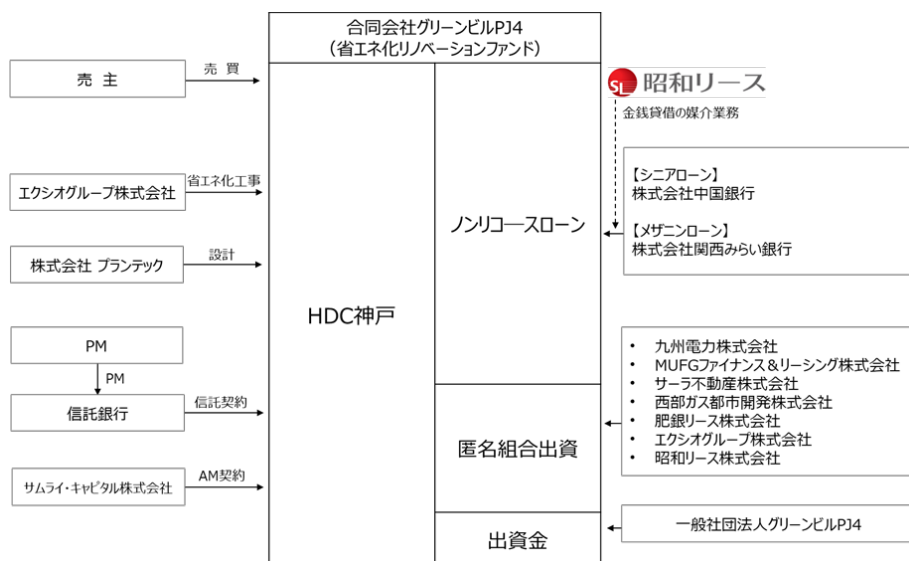 合同会社グリーンビルPJ4
（省エネ化リノベーションファンド）
売 主
売 買
エクシオグループ株式会社
省エネ化工事
株式会社 プランテック
設計
PM
PM
信託銀行
信託契約
サムライ・キャピタル株式会社
AM契約
HDC神戸
ノンリコースローン
匿名組合出資
出資金
SL 昭和リース
金銭貸借の媒介業務
【シニアローン】
株式会社中国銀行
【メザニンローン】
株式会社関西みらい銀行
・ 九州電力株式会社
・ MUFGファイナンス＆リーシング株式会社
・ サーラ不動産株式会社
・ 西部ガス都市開発株式会社
・ 肥銀リース株式会社
・ エクシオグループ株式会社
・ 昭和リース株式会社
一般社団法人グリーンビルPJ4